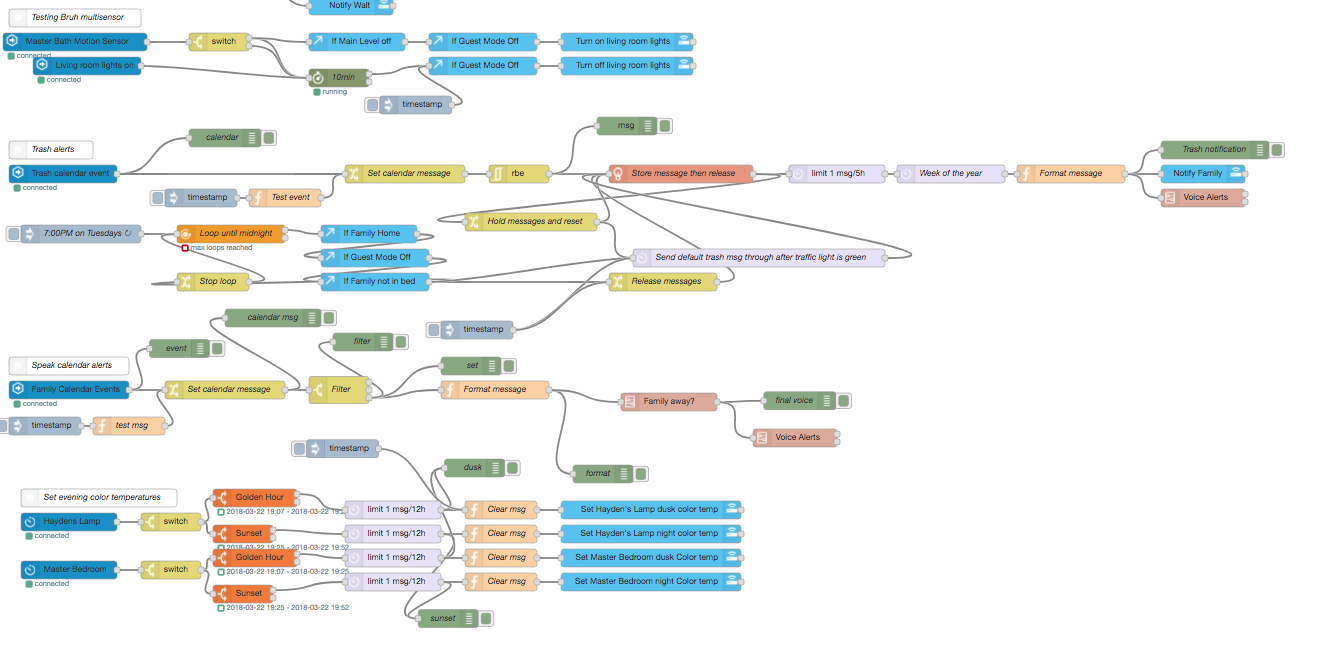 Notify Walt
Testing Bruh multisensor
Master Bath Motion Sensor
connected
switch
If Main Level off
If Guest Mode Off
Turn on living room lights
Living room lights on
connected
10min
running
If Guest Mode Off
Turn off living room lights
timestamp
msg
calendar
Trash alerts
Trash calendar event
connected
Set calendar message
rbe
Store message then release
limit 1 msg/5h
Week of the year
Format message
Trash notification
Notify Family
Voice Alerts
timestamp
Test event
Hold messages and reset
7:00PM on Tuesdays ↻
Loop until midnight
max loops reached
If Family Home
If Guest Mode Off
Send default trash msg through after traffic light is green
Stop loop
If Family not in bed
Release messages
calendar msg
timestamp
event
filter
Speak calendar alerts
set
Family Calendar Events
connected
Set calendar message
Filter
Format message
Family away?
final voice
timestamp
test msg
Voice Alerts
timestamp
dusk
format
Set evening color temperatures
Golden Hour
2018-03-22 19:07 - 2018-03-22 19:
limit 1 msg/12h
Clear msg
Set Hayden's Lamp dusk color temp
Haydens Lamp
connected
switch
Sunset
2018-03-22 19:25 - 2018-03-22 19:52
limit 1 msg/12h
Clear msg
Set Hayden's Lamp night color temp
Golden Hour
2018-03-22 19:07 - 2018-03-22 19:25
limit 1 msg/12h
Clear msg
Set Master Bedroom dusk Color temp
Master Bedroom
connected
switch
Sunset
2018-03-22 19:25 - 2018-03-22 19:52
limit 1 msg/12h
Clear msg
Set Master Bedroom night Color temp
sunset